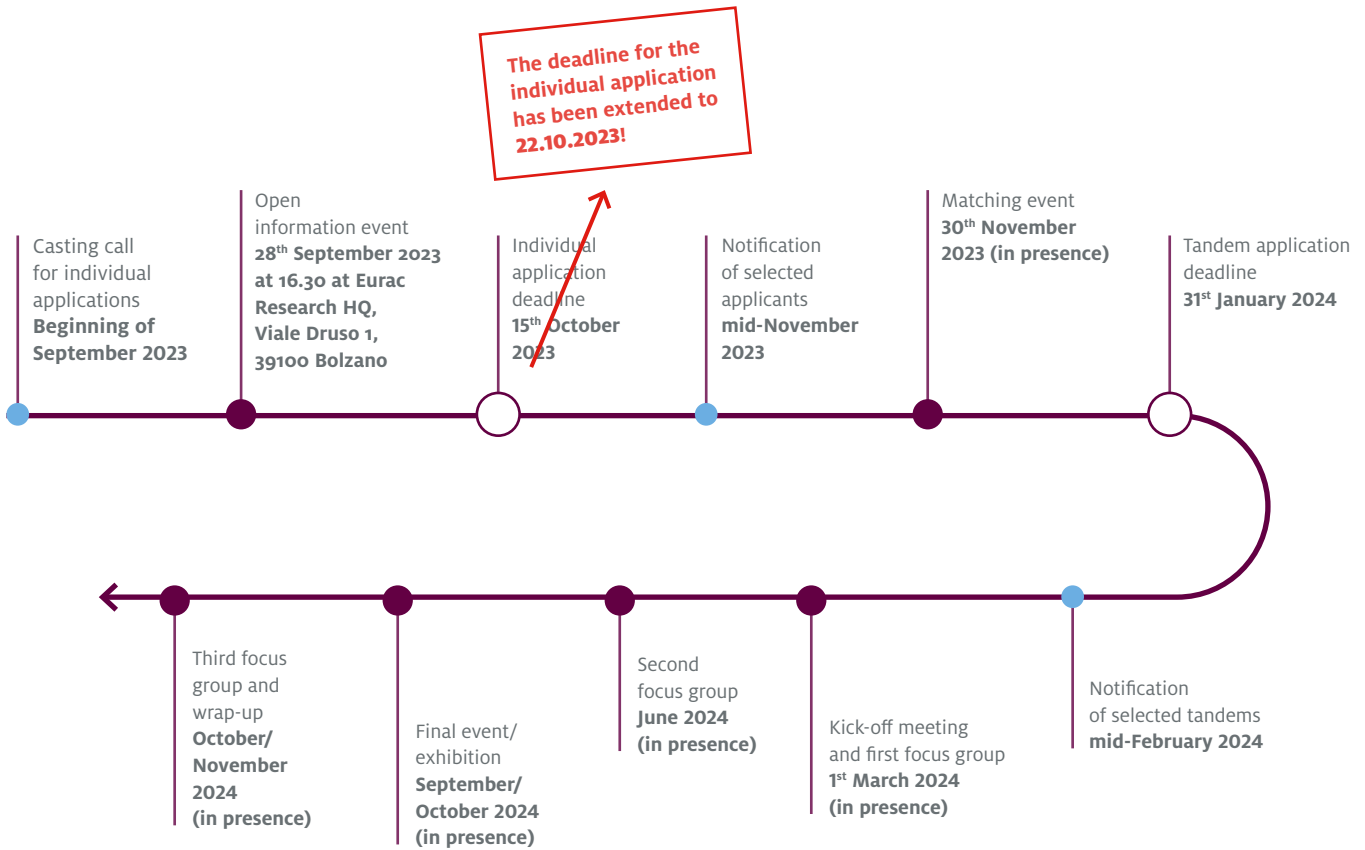 The deadline for the
individual application
has been extended to
22.10.2023!
Casting call
for individual
applications
Beginning of
September 2023
Open
information event
28th September 2023
at 16.30 at Eurac
Research HQ,
Viale Druso 1,
39100 Bolzano
Individual
application
deadline
15th October
2023
Notification
of selected
applicants
mid-November
2023
Matching event
30th November
2023 (in presence)
Tandem application
deadline
31st January 2024
Notification
of selected tandems
mid-February 2024
Kick-off meeting
and first focus group
1st March 2024
(in presence)
Second
focus group
June 2024
(in presence)
Final event/
exhibition
September/
October 2024
(in presence)
Third focus
group and
wrap-up
October/
November
2024
(in presence)